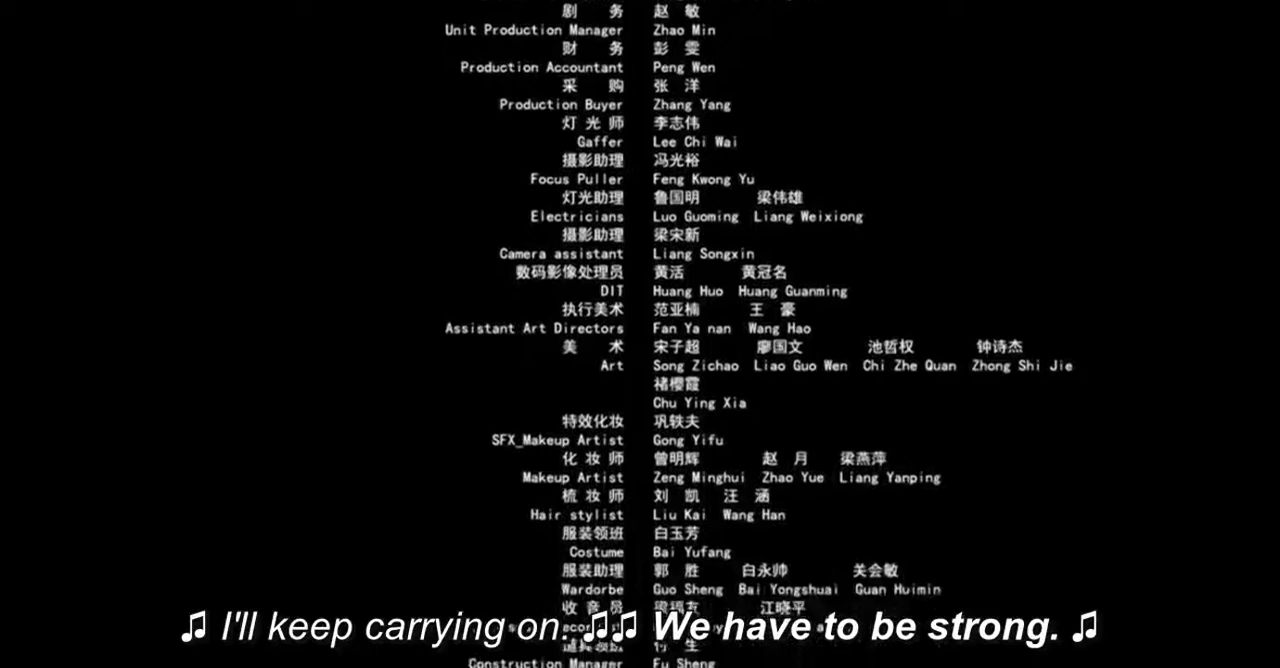 剧 务 赵 敏
Unit Production Manager Zhao Min
财 务 彭 雯
Production Accountant Peng Wen
采 购 张 洋
Production Buyer Zhang Yang
灯 光 师 李志伟
Gaffer Lee Chi Wai
摄影助理 冯光裕
Focus Puller Feng Kwong Yu
灯光助理 鲁国明 梁伟雄
Electricians Luo Guoming Liang Weixiong
摄影助理 梁宋新
Camera assistant Liang Songxin
数码影像处理员 黄活 黄冠名
DIT Huang Huo Huang Guanming
执行美术 范亚楠 王 豪
Assistant Art Directors Fan Ya nan Wang Hao
美 术 宋子超 廖国文 池哲权 钟诗杰
Art Song Zichao Liao Guo Wen Chi Zhe Quan Zhong Shi Jie
褚樱霞
Chu Ying Xia
特效化妆 巩轶夫
SFX_Makeup Artist Gong Yifu
化 妆 师 曾明辉 赵 月 梁燕萍
Makeup Artist Zeng Minghui Zhao Yue Liang Yanping
梳 妆 师 刘 凯 汪 涵
Hair stylist Liu Kai Wang Han
服装领班 白玉芳
Costume Bai Yufang
服装助理 郭 胜 白永帅 关会敏
Wardorbe Guo Sheng Bai Yongshuai Guan Huimin
收 音 员 江晓平
♫ I'll keep carrying on. ♫♫ We have to be strong. ♫
Construction Manager Fu Sheng